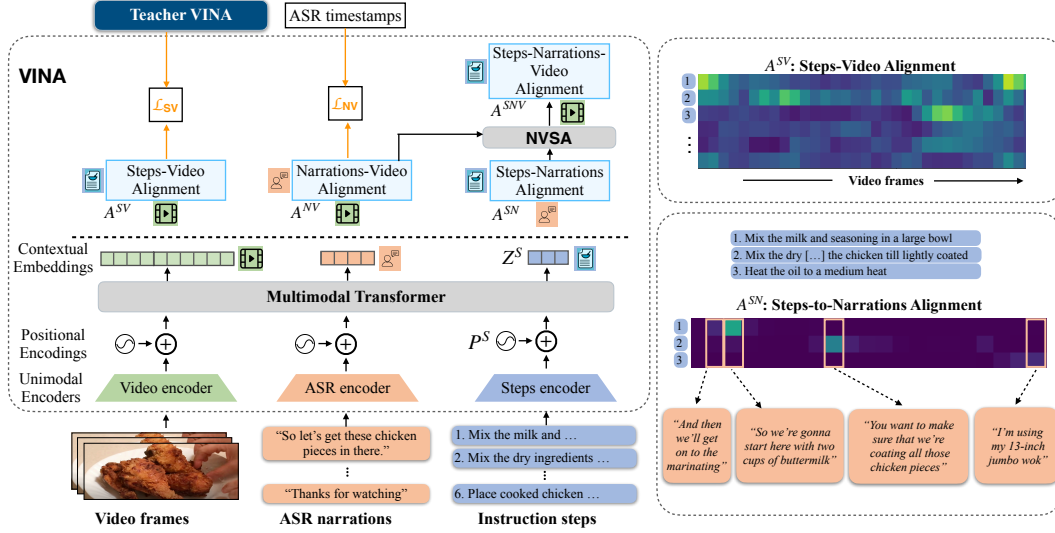 Teacher VINA
ASR timestamps
VINA
ℒSV
ℒNV
Steps-Narrations-
Video
Alignment
A^SNV
NVSA
Steps-Video
Alignment
A^SV
Narrations-Video
Alignment
A^NV
Steps-Narrations
Alignment
A^SN
Contextual
Embeddings
Z^S
Multimodal Transformer
Positional
Encodings
P^S
Unimodal
Encoders
Video encoder
ASR encoder
Steps encoder
“So let’s get these chicken
pieces in there.”
“Thanks for watching”
1. Mix the milk and …
2. Mix the dry ingredients …
6. Place cooked chicken …
Video frames
ASR narrations
Instruction steps
A^SV: Steps-Video Alignment
1
2
3
Video frames
1. Mix the milk and seasoning in a large bowl
2. Mix the dry […] the chicken till lightly coated
3. Heat the oil to a medium heat
A^SN: Steps-to-Narrations Alignment
1
2
3
“And then
we’ll get
on to the
marinating”
“So we’re gonna
start here with two
cups of buttermilk”
“You want to make
sure that we’re
coating all those
chicken pieces”
“I’m using
my 13-inch
jumbo wok”